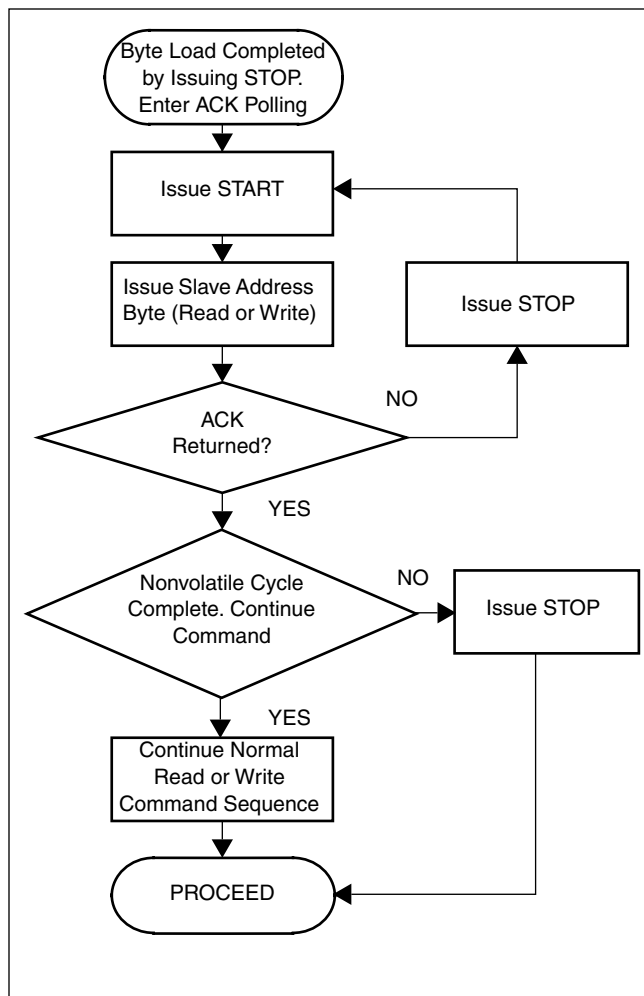 Byte Load Completed
by Issuing STOP.
Enter ACK Polling
Issue START
Issue Slave Address
Byte (Read or Write)
Issue STOP
NO
ACK
Returned?
YES
NO
Nonvolatile Cycle
Complete. Continue
Command
Issue STOP
YES
Continue Normal
Read or Write
Command Sequence
PROCEED